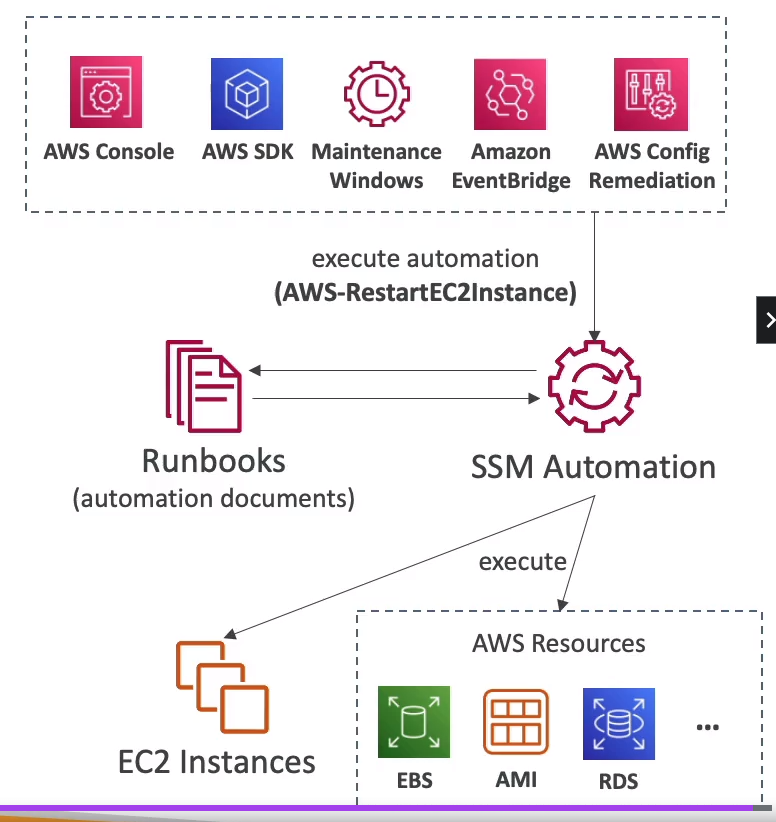 AWS Console
AWS SDK
Maintenance
Windows
Amazon
EventBridge
AWS Config
Remediation
execute automation
(AWS-RestartEC2Instance)
Runbooks
(automation documents)
SSM Automation
execute
AWS Resources
EC2 Instances
EBS
AMI
RDS
...